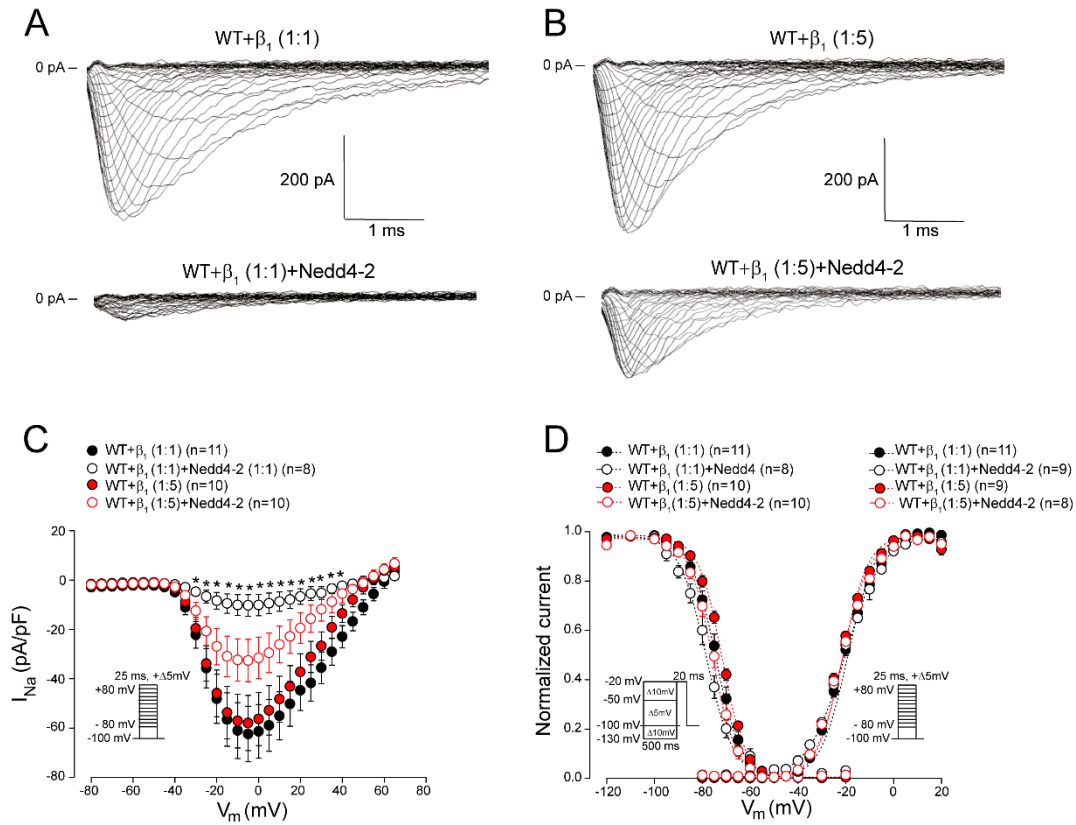 A
WT+β1 (1:1)
0 pA
200 pA
1 ms
WT+β1 (1:1)+Nedd4-2
0 pA
B
WT+β1 (1:5)
0 pA
200 pA
1 ms
WT+β1 (1:5)+Nedd4-2
0 pA
C
WT+β1 (1:1) (n=11)
WT+β1 (1:1)+Nedd4-2 (1:1) (n=8)
WT+β1 (1:5) (n=10)
WT+β1 (1:5)+Nedd4-2 (n=10)
20
0
-20
-40
-60
-80
INa (pA/pF)
* * * * * * * * * * * * * * *
25 ms, +Δ5mV
+80 mV
- 80 mV
-100 mV
-80 -60 -40 -20 0 20 40 60 80
Vm (mV)
D
WT+β1 (1:1) (n=11)
WT+β1 (1:1)+Nedd4 (n=8)
WT+β1 (1:5) (n=10)
WT+β1(1:5)+Nedd4-2 (n=10)
WT+β1 (1:1) (n=11)
WT+β1 (1:1)+Nedd4-2 (n=9)
WT+β1 (1:5) (n=9)
WT+β1(1:5)+Nedd4-2 (n=8)
1.0
0.8
0.6
0.4
0.2
0.0
Normalized current
20 ms
-20 mV
Δ10mV
-50 mV
Δ5mV
-100 mV
Δ10mV
-130 mV
500 ms
25 ms, +Δ5mV
+80 mV
- 80 mV
-100 mV
-120 -100 -80 -60 -40 -20 0 20
Vm (mV)